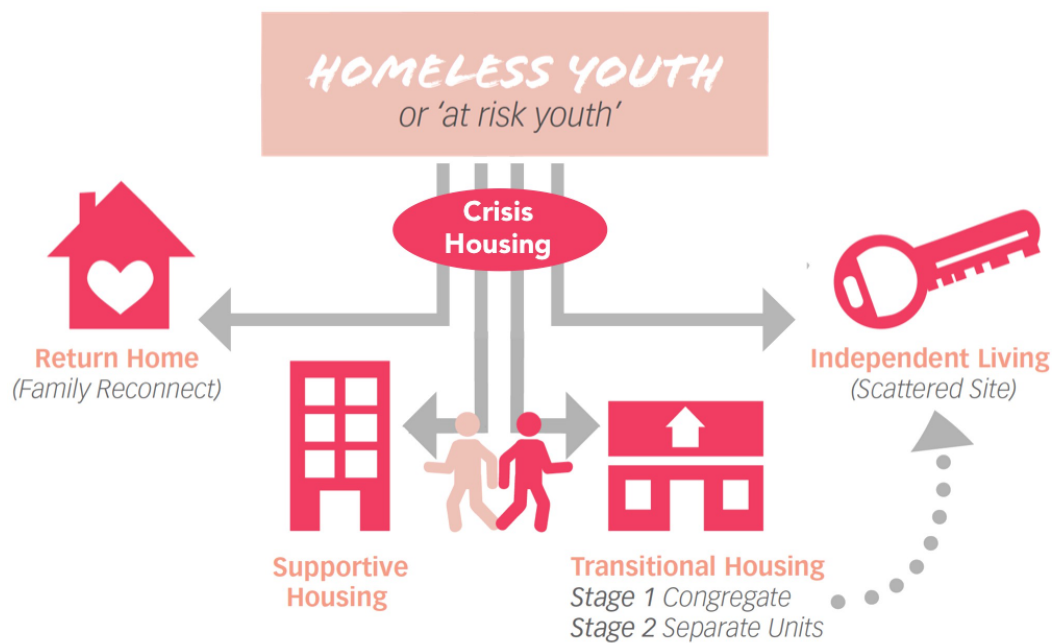 HOMELESS YOUTH
or ‘at risk youth’
Crisis
Housing
Return Home
(Family Reconnect)
Independent Living
(Scattered Site)
Supportive
Housing
Transitional Housing
Stage 1 Congregate
Stage 2 Separate Units